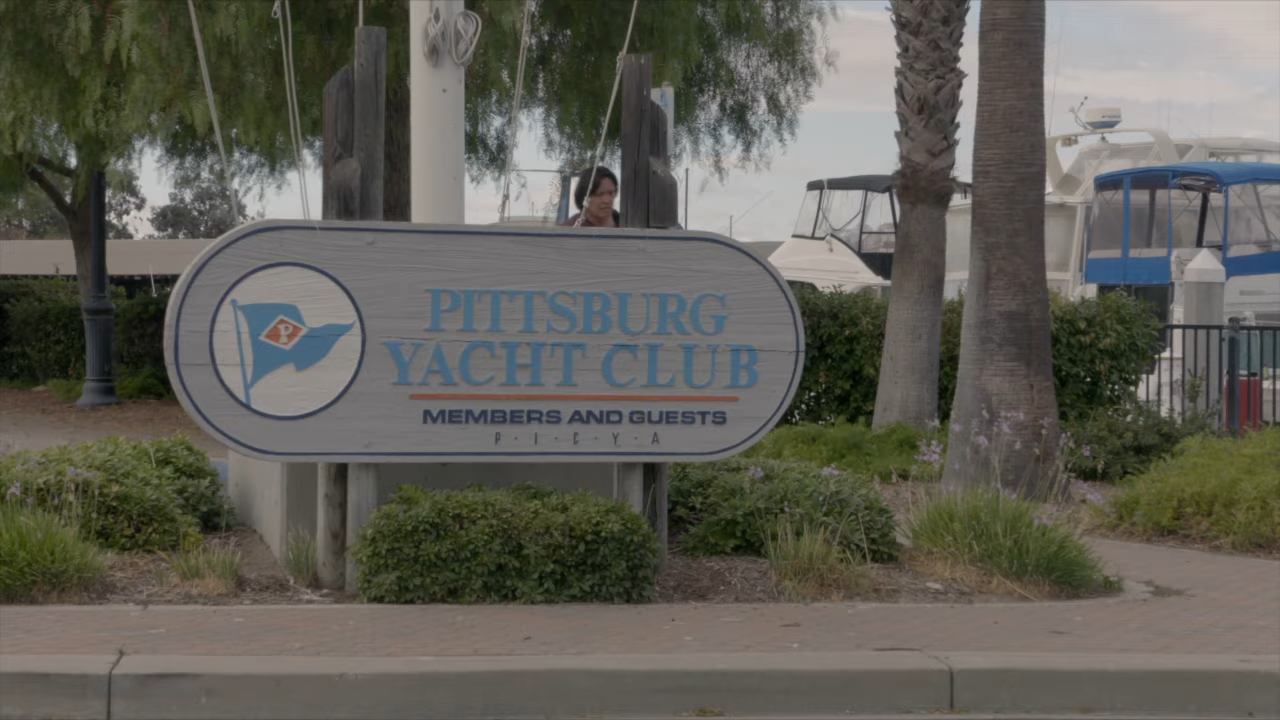 P
PITTSBURG
YACHT CLUB
MEMBERS AND GUESTS
P·I·C·Y·A